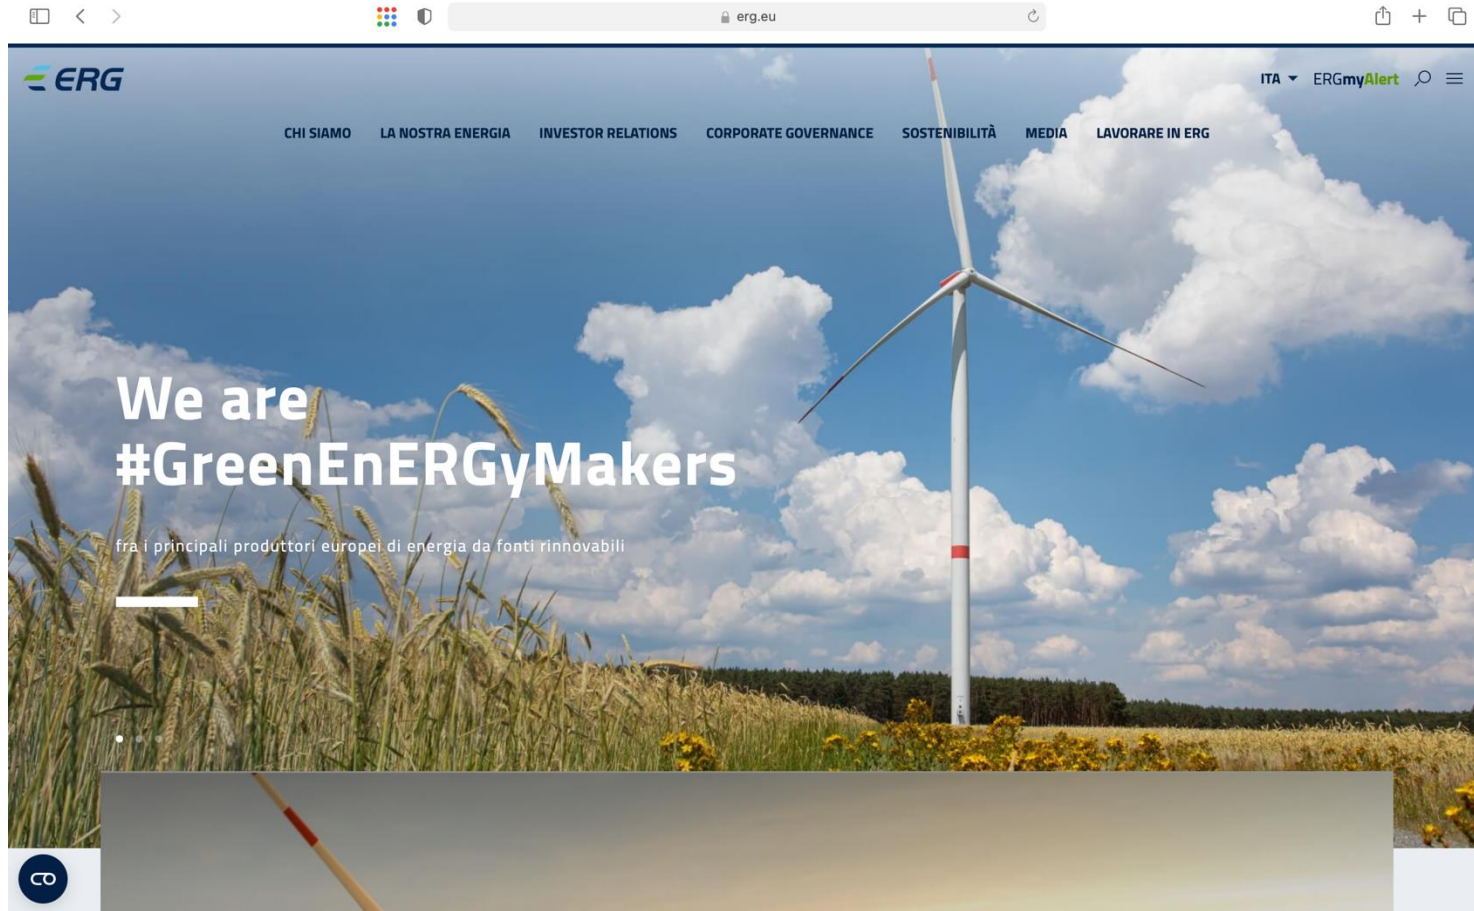 erg.eu
ERG
ITA
ERGmyAlert
CHI SIAMO
LA NOSTRA ENERGIA
INVESTOR RELATIONS
CORPORATE GOVERNANCE
SOSTENIBILITÀ
MEDIA
LAVORARE IN ERG
We are
#GreenEnERGyMakers
fra i principali produttori europei di energia da fonti rinnovabili